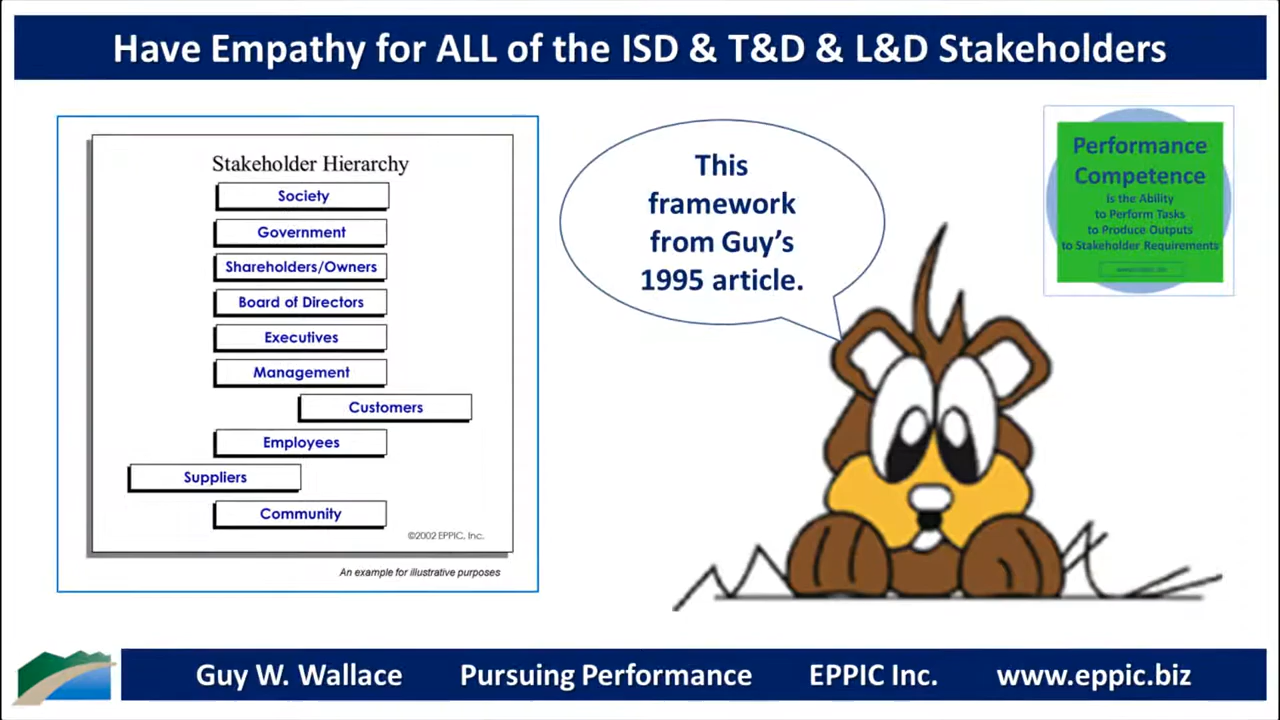 Have Empathy for ALL of the ISD & T&D & L&D Stakeholders
Stakeholder Hierarchy
Society
Government
Shareholders/Owners
Board of Directors
Executives
Management
Customers
Employees
Suppliers
Community
©2002 EPPIC, Inc.
An example for illustrative purposes
This
framework
from Guy’s
1995 article.
Performance
Competence
is the Ability
to Perform Tasks
to Produce Outputs
to Stakeholder Requirements
Guy W. Wallace Pursuing Performance EPPIC Inc. www.eppic.biz